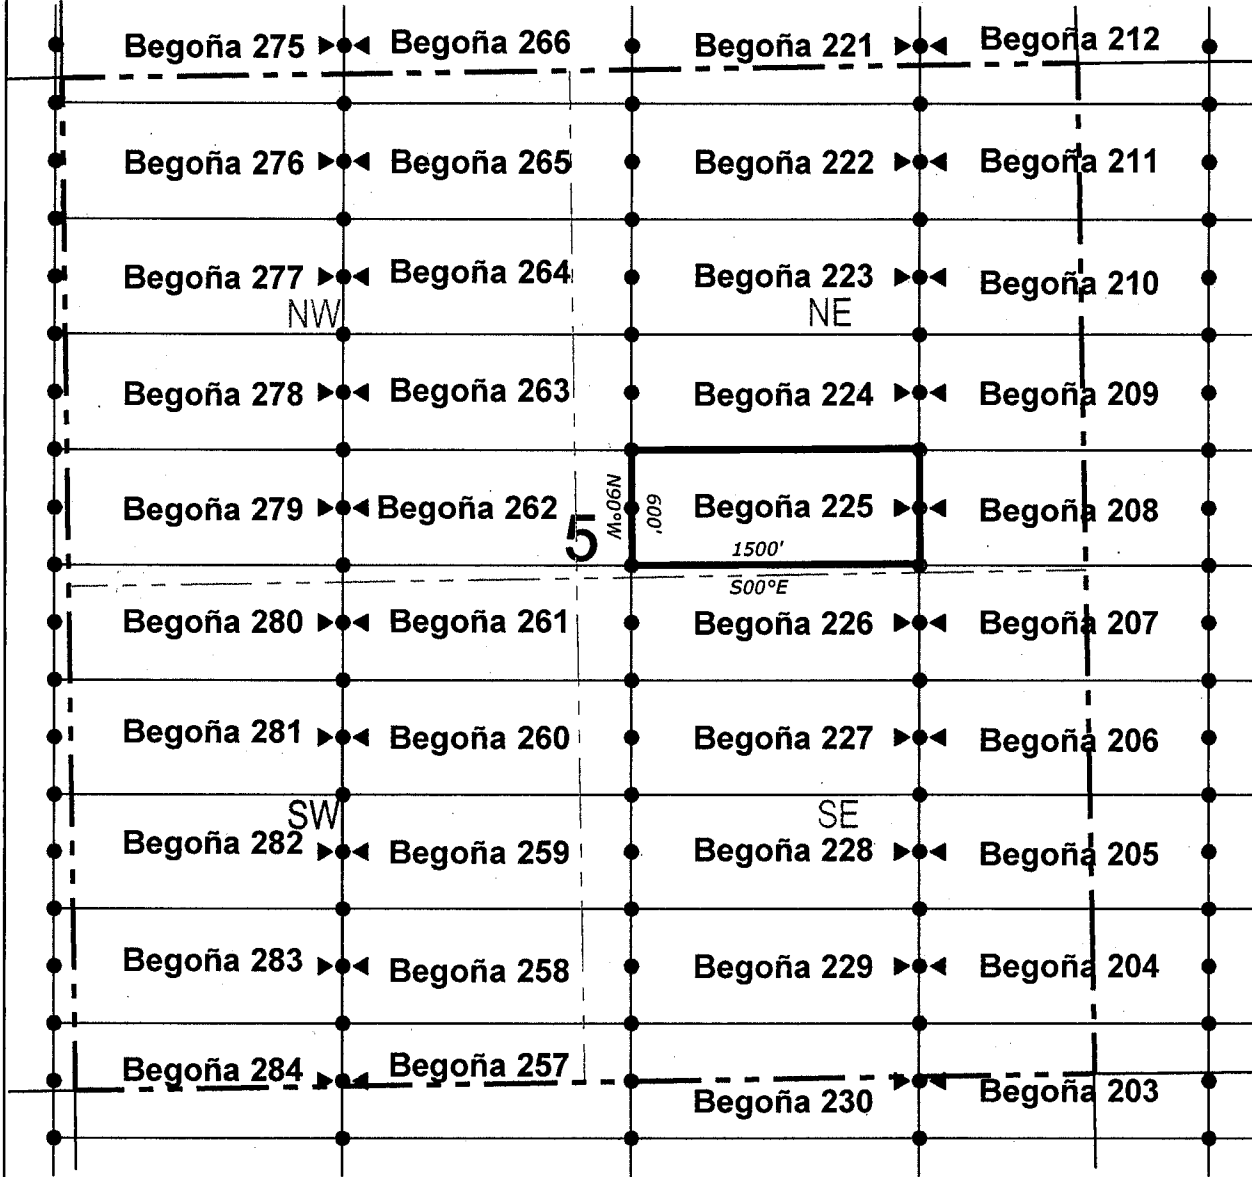 Begoña 275 Begoña 266 Begoña 221 Begoña 212
Begoña 276 Begoña 265 Begoña 222 Begoña 211
Begoña 277 Begoña 264 Begoña 223 Begoña 210
NW NE
Begoña 278 Begoña 263 Begoña 224 Begoña 209
Begoña 279 Begoña 262 Begoña 225 Begoña 208
5 N90°W 600' 1500'
S00°E
Begoña 280 Begoña 261 Begoña 226 Begoña 207
Begoña 281 Begoña 260 Begoña 227 Begoña 206
SW SE
Begoña 282 Begoña 259 Begoña 228 Begoña 205
Begoña 283 Begoña 258 Begoña 229 Begoña 204
Begoña 284 Begoña 257 Begoña 230 Begoña 203